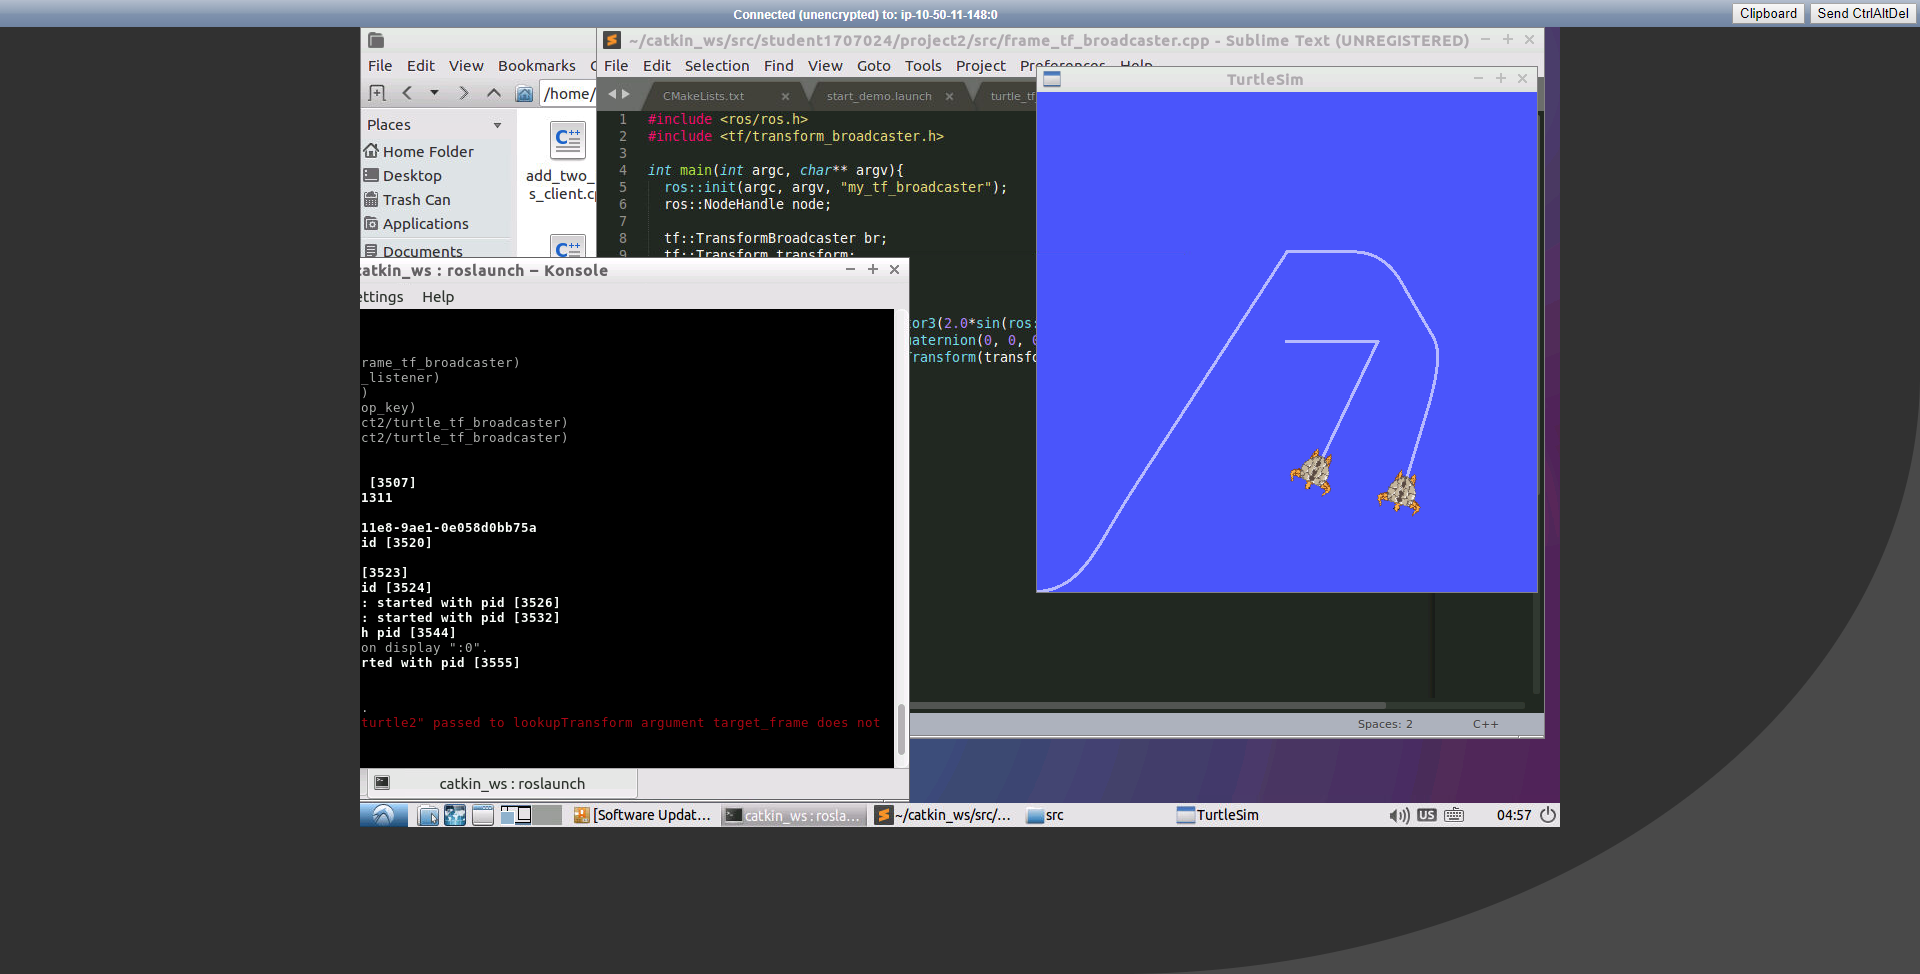 Connected (unencrypted) to: ip-10-50-11-148:0
Clipboard
Send CtrlAltDel
~/catkin_ws/src/student1707024/project2/src/frame_tf_broadcaster.cpp - Sublime Text (UNREGISTERED)
File Edit View Bookmarks
File Edit Selection Find View Goto Tools Project Preferences Help
/home/
CMakeLists.txt
start_demo.launch
turtle_tf
TurtleSim
Places
Home Folder
Desktop
Trash Can
Applications
Documents
add_two_
s_client.c
1 #include <ros/ros.h>
2 #include <tf/transform_broadcaster.h>
3
4 int main(int argc, char** argv){
5 ros::init(argc, argv, "my_tf_broadcaster");
6 ros::NodeHandle node;
7
8 tf::TransformBroadcaster br;
9 tf::Transform transform;
tor3(2.0*sin(ros:
uaternion(0, 0, 0
Transform(transfo
catkin_ws : roslaunch – Konsole
ettings Help
rame_tf_broadcaster)
_listener)
)
op_key)
ct2/turtle_tf_broadcaster)
ct2/turtle_tf_broadcaster)
[3507]
1311
11e8-9ae1-0e058d0bb75a
id [3520]
[3523]
id [3524]
: started with pid [3526]
: started with pid [3532]
h pid [3544]
on display ":0".
rted with pid [3555]
.
turtle2" passed to lookupTransform argument target_frame does not
catkin_ws : roslaunch
Spaces: 2
C++
[Software Updat...
catkin_ws : rosla...
~/catkin_ws/src/...
src
TurtleSim
US
04:57